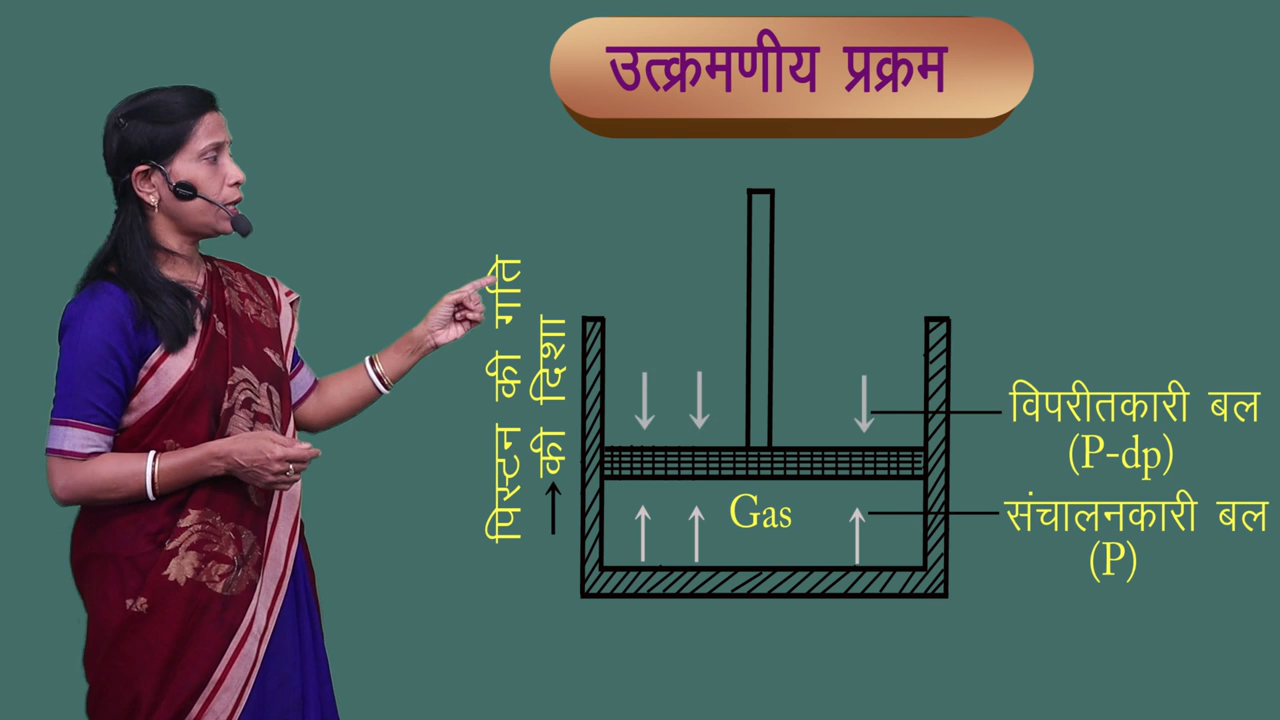 उत्क्रमणीय प्रक्रम
पिस्टन की गति
की दिशा
विपरीतकारी बल
(P-dp)
Gas
संचालनकारी बल
(P)